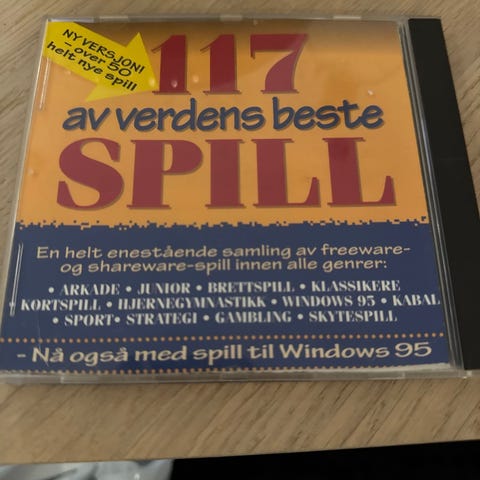 NY VERSJON!
- over 50
helt nye spill
117
av verdens beste
SPILL
En helt enestående samling av freeware-
og shareware-spill innen alle genrer:
• ARKADE • JUNIOR • BRETTSPILL • KLASSIKERE
• KORTSPILL • HJERNEGYMNASTIKK • WINDOWS 95 • KABAL
• SPORT • STRATEGI • GAMBLING • SKYTESPILL
- Nå også med spill til Windows 95